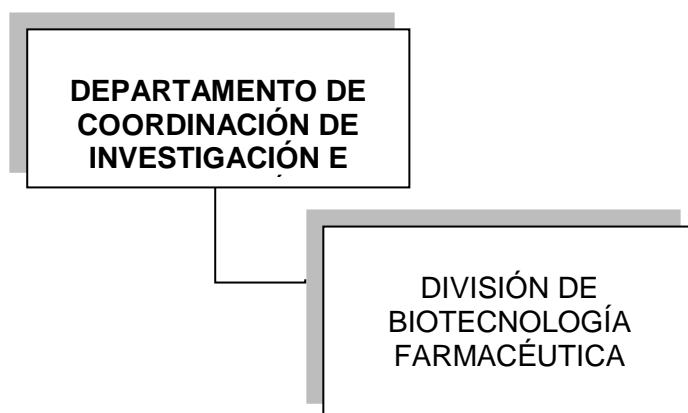 DEPARTAMENTO DE
COORDINACIÓN DE
INVESTIGACIÓN E
DIVISIÓN DE
BIOTECNOLOGÍA
FARMACÉUTICA